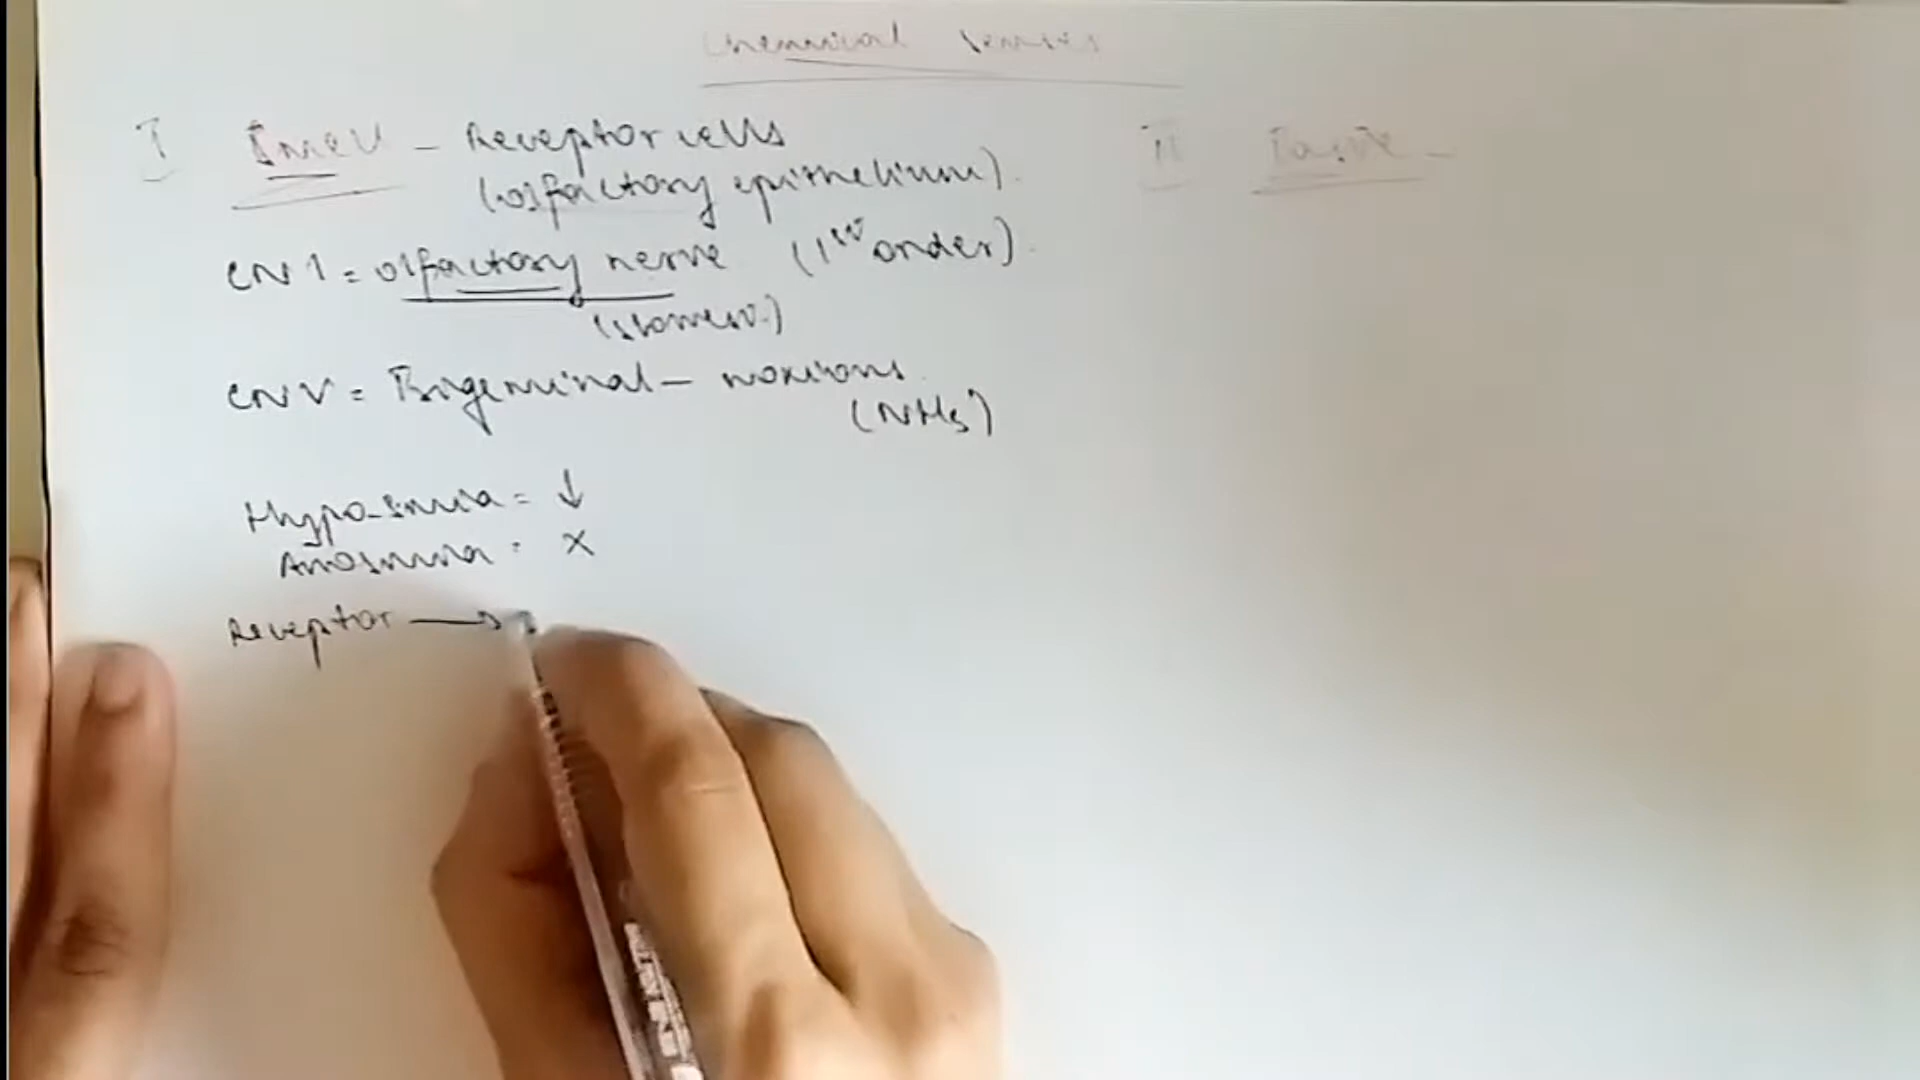 Chemical senses
I Smell - Receptor cells
(olfactory epithelium).
CN 1 = olfactory nerve (1st order).
(slowest.)
CN V = Trigeminal - noxious
(NH3)
Hypo-smia = ↓
Anosmia = X
Receptor →
II Taste -